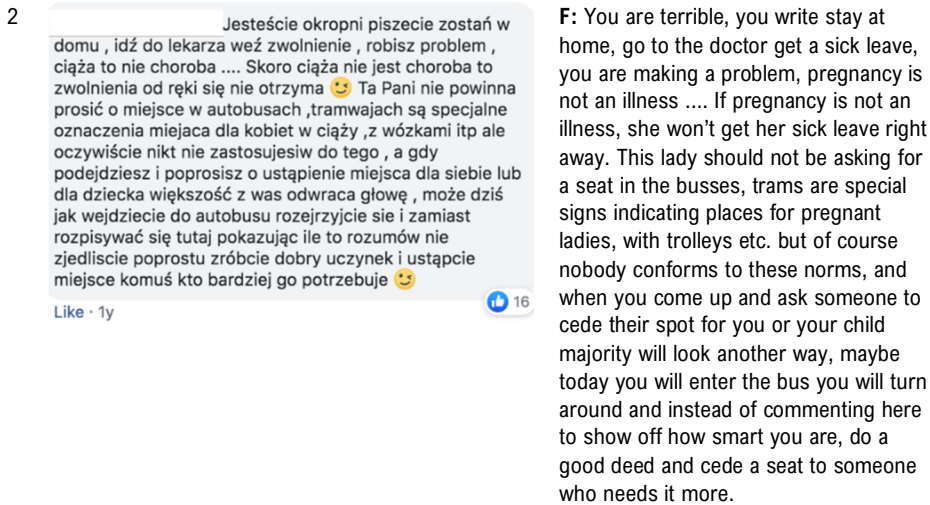 2
Jesteście okropni piszecie zostań w
domu , idź do lekarza weź zwolnienie , robisz problem ,
ciąża to nie choroba .... Skoro ciąża nie jest choroba to
zwolnienia od ręki się nie otrzyma 😉 Ta Pani nie powinna
prosić o miejsce w autobusach ,tramwajach są specjalne
oznaczenia miejaca dla kobiet w ciąży ,z wózkami itp ale
oczywiście nikt nie zastosujesiw do tego , a gdy
podejdziesz i poprosisz o ustąpienie miejsca dla siebie lub
dla dziecka większość z was odwraca głowę , może dziś
jak wejdziecie do autobusu rozejrzyjcie sie i zamiast
rozpisywać się tutaj pokazując ile to rozumów nie
zjedliscie poprostu zróbcie dobry uczynek i ustąpcie
miejsce komuś kto bardziej go potrzebuje 😉
16
Like · 1y
F: You are terrible, you write stay at
home, go to the doctor get a sick leave,
you are making a problem, pregnancy is
not an illness .... If pregnancy is not an
illness, she won't get her sick leave right
away. This lady should not be asking for
a seat in the busses, trams are special
signs indicating places for pregnant
ladies, with trolleys etc. but of course
nobody conforms to these norms, and
when you come up and ask someone to
cede their spot for you or your child
majority will look another way, maybe
today you will enter the bus you will turn
around and instead of commenting here
to show off how smart you are, do a
good deed and cede a seat to someone
who needs it more.